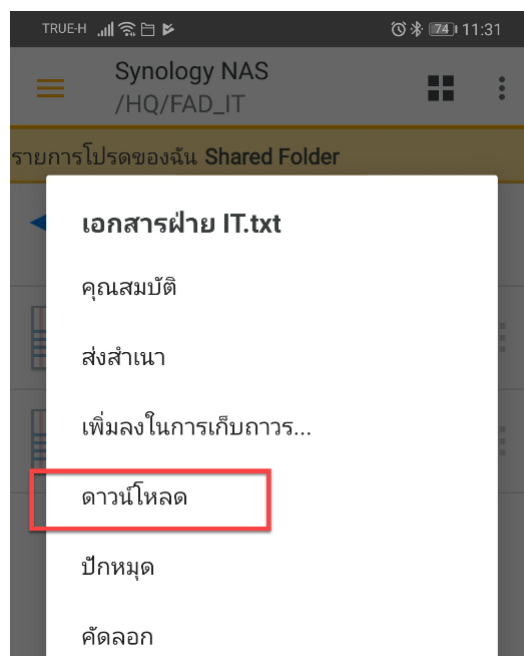 TRUE-H 74 11:31
Synology NAS
/HQ/FAD_IT
รายการโปรดของฉัน Shared Folder
เอกสารฝ่าย IT.txt
คุณสมบัติ
ส่งสำเนา
เพิ่มลงในการเก็บถาวร...
ดาวน์โหลด
ปักหมุด
คัดลอก